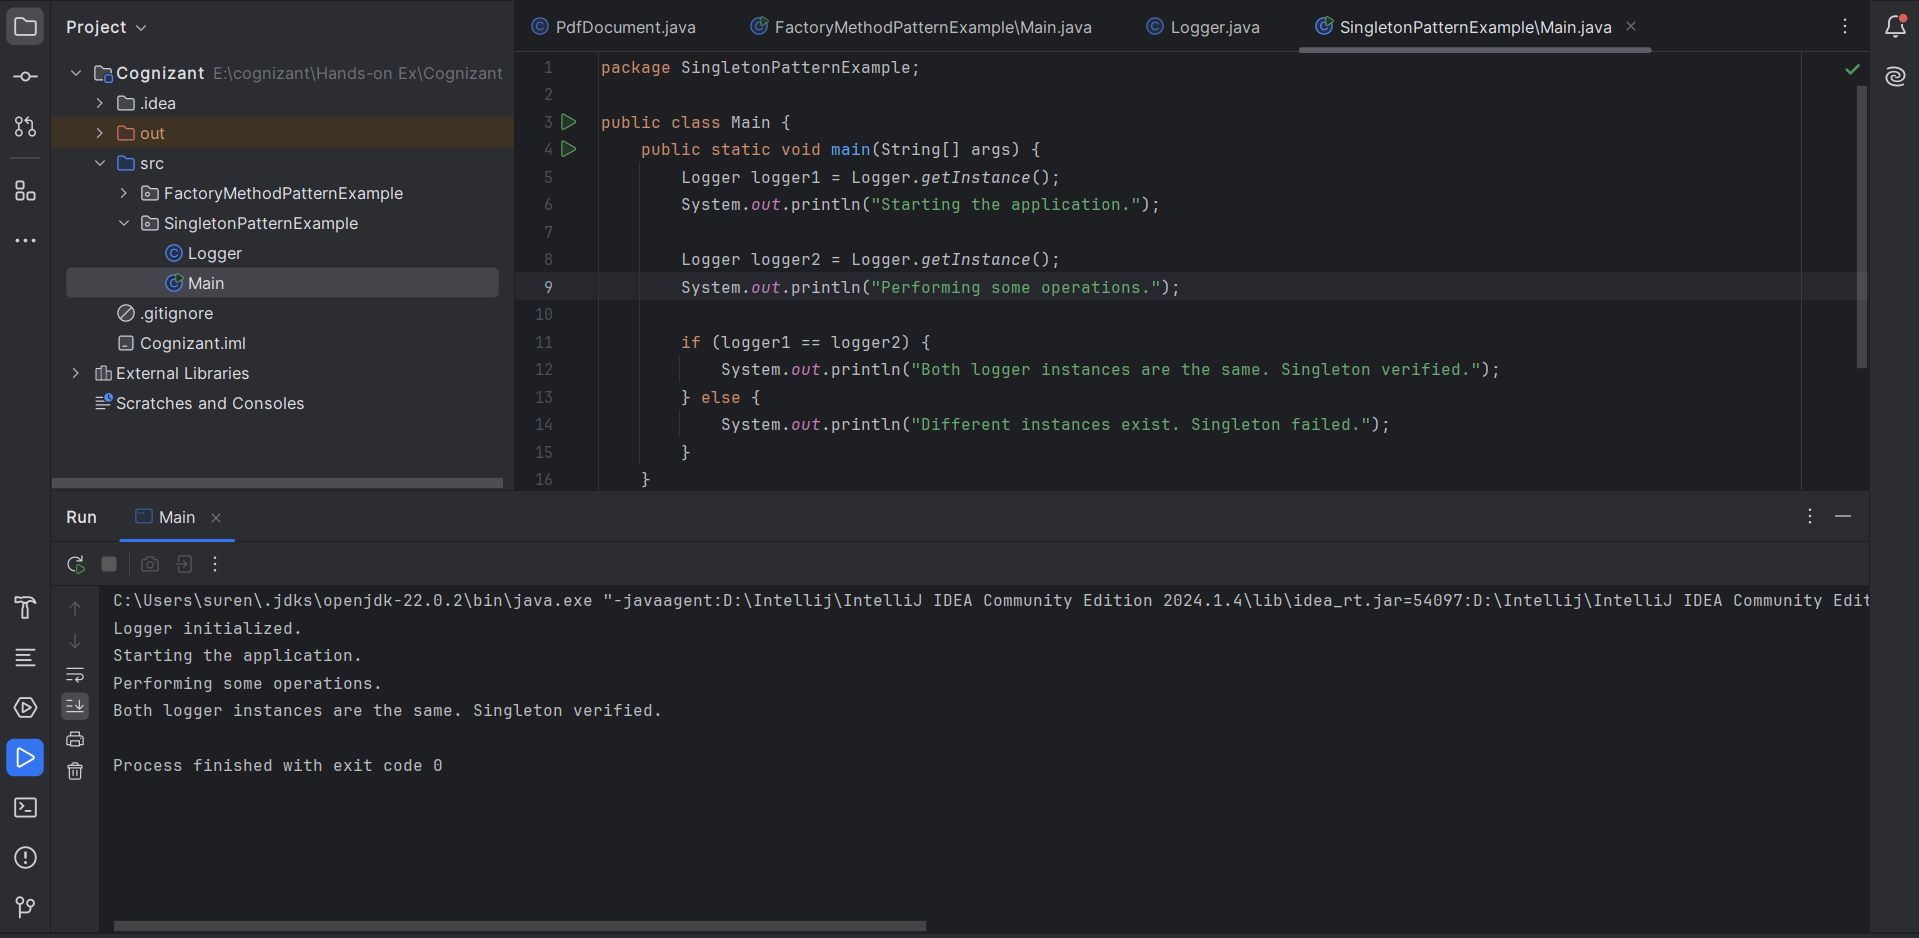 Project
Cognizant E:\cognizant\Hands-on Ex\Cognizant
.idea
out
src
FactoryMethodPatternExample
SingletonPatternExample
Logger
Main
.gitignore
Cognizant.iml
External Libraries
Scratches and Consoles
PdfDocument.java FactoryMethodPatternExample\Main.java Logger.java SingletonPatternExample\Main.java
1 package SingletonPatternExample;
2
3 public class Main {
4 public static void main(String[] args) {
5 Logger logger1 = Logger.getInstance();
6 System.out.println("Starting the application.");
7
8 Logger logger2 = Logger.getInstance();
9 System.out.println("Performing some operations.");
10
11 if (logger1 == logger2) {
12 System.out.println("Both logger instances are the same. Singleton verified.");
13 } else {
14 System.out.println("Different instances exist. Singleton failed.");
15 }
16 }
Run Main
C:\Users\suren\.jdks\openjdk-22.0.2\bin\java.exe "-javaagent:D:\Intellij\IntelliJ IDEA Community Edition 2024.1.4\lib\idea_rt.jar=54097:D:\Intellij\IntelliJ IDEA Community Edit
Logger initialized.
Starting the application.
Performing some operations.
Both logger instances are the same. Singleton verified.
Process finished with exit code 0